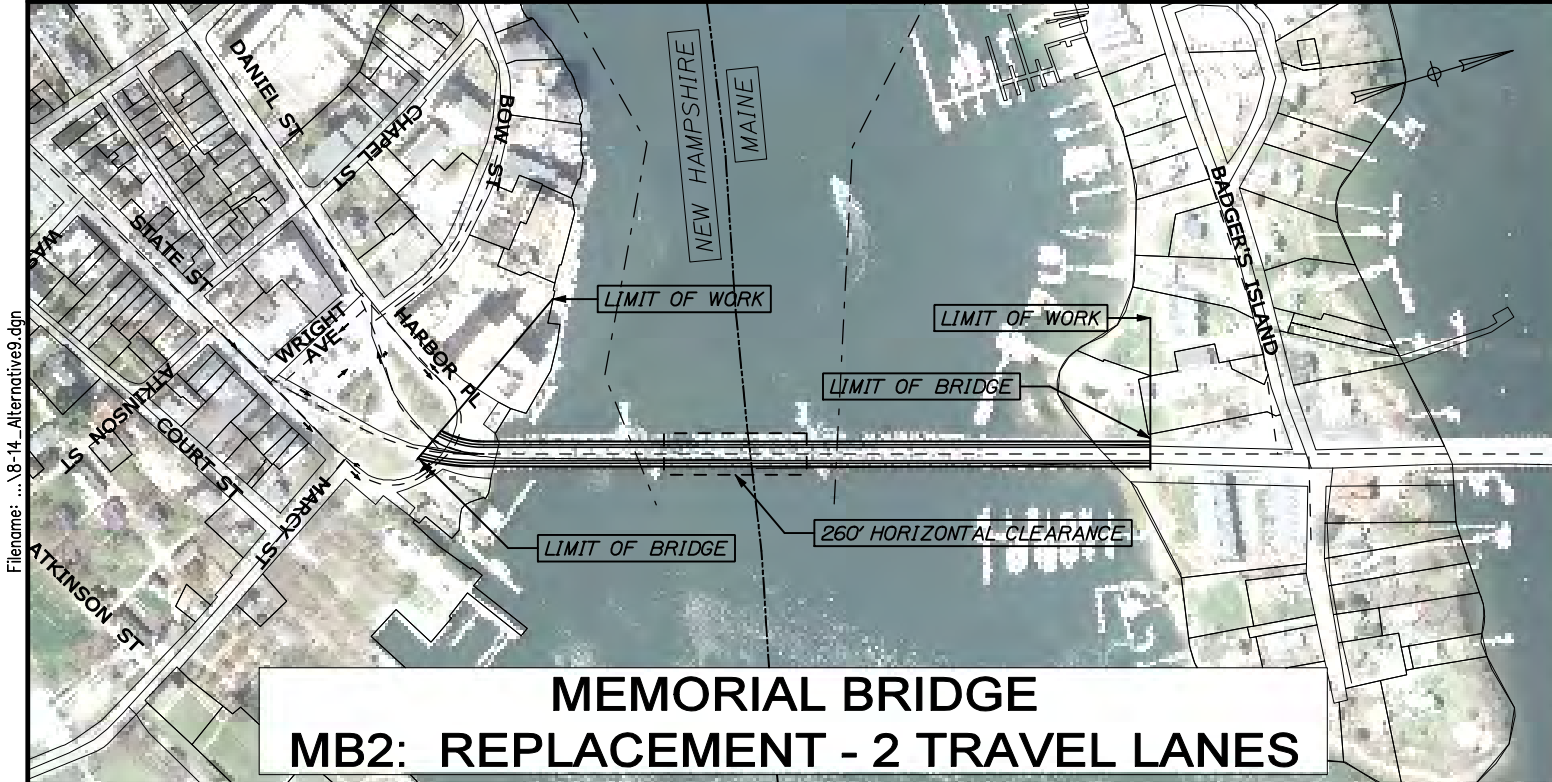 DANIEL ST
CHAPEL ST
BOW ST
NEW HAMPSHIRE
MAINE
STATE ST
WAS
BADGER'S ISLAND
WRIGHT
AVE
HARBOR PL
LIMIT OF WORK
LIMIT OF WORK
LIMIT OF BRIDGE
ATKINSON ST
COURT ST
MARCY ST
260' HORIZONTAL CLEARANCE
LIMIT OF BRIDGE
ATKINSON ST
Filename: ...\8-14_Alternative9.dgn
MEMORIAL BRIDGE
MB2: REPLACEMENT - 2 TRAVEL LANES